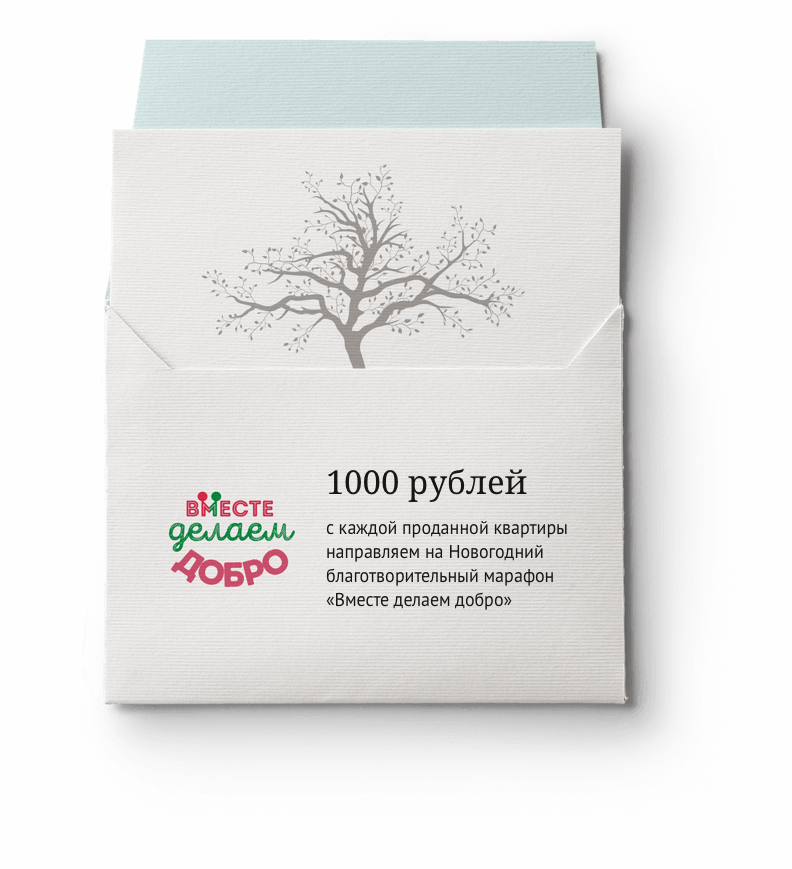 ВМЕСТЕ
делаем
ДОБРО
1000 рублей
с каждой проданной квартиры
направляем на Новогодний
благотворительный марафон
«Вместе делаем добро»